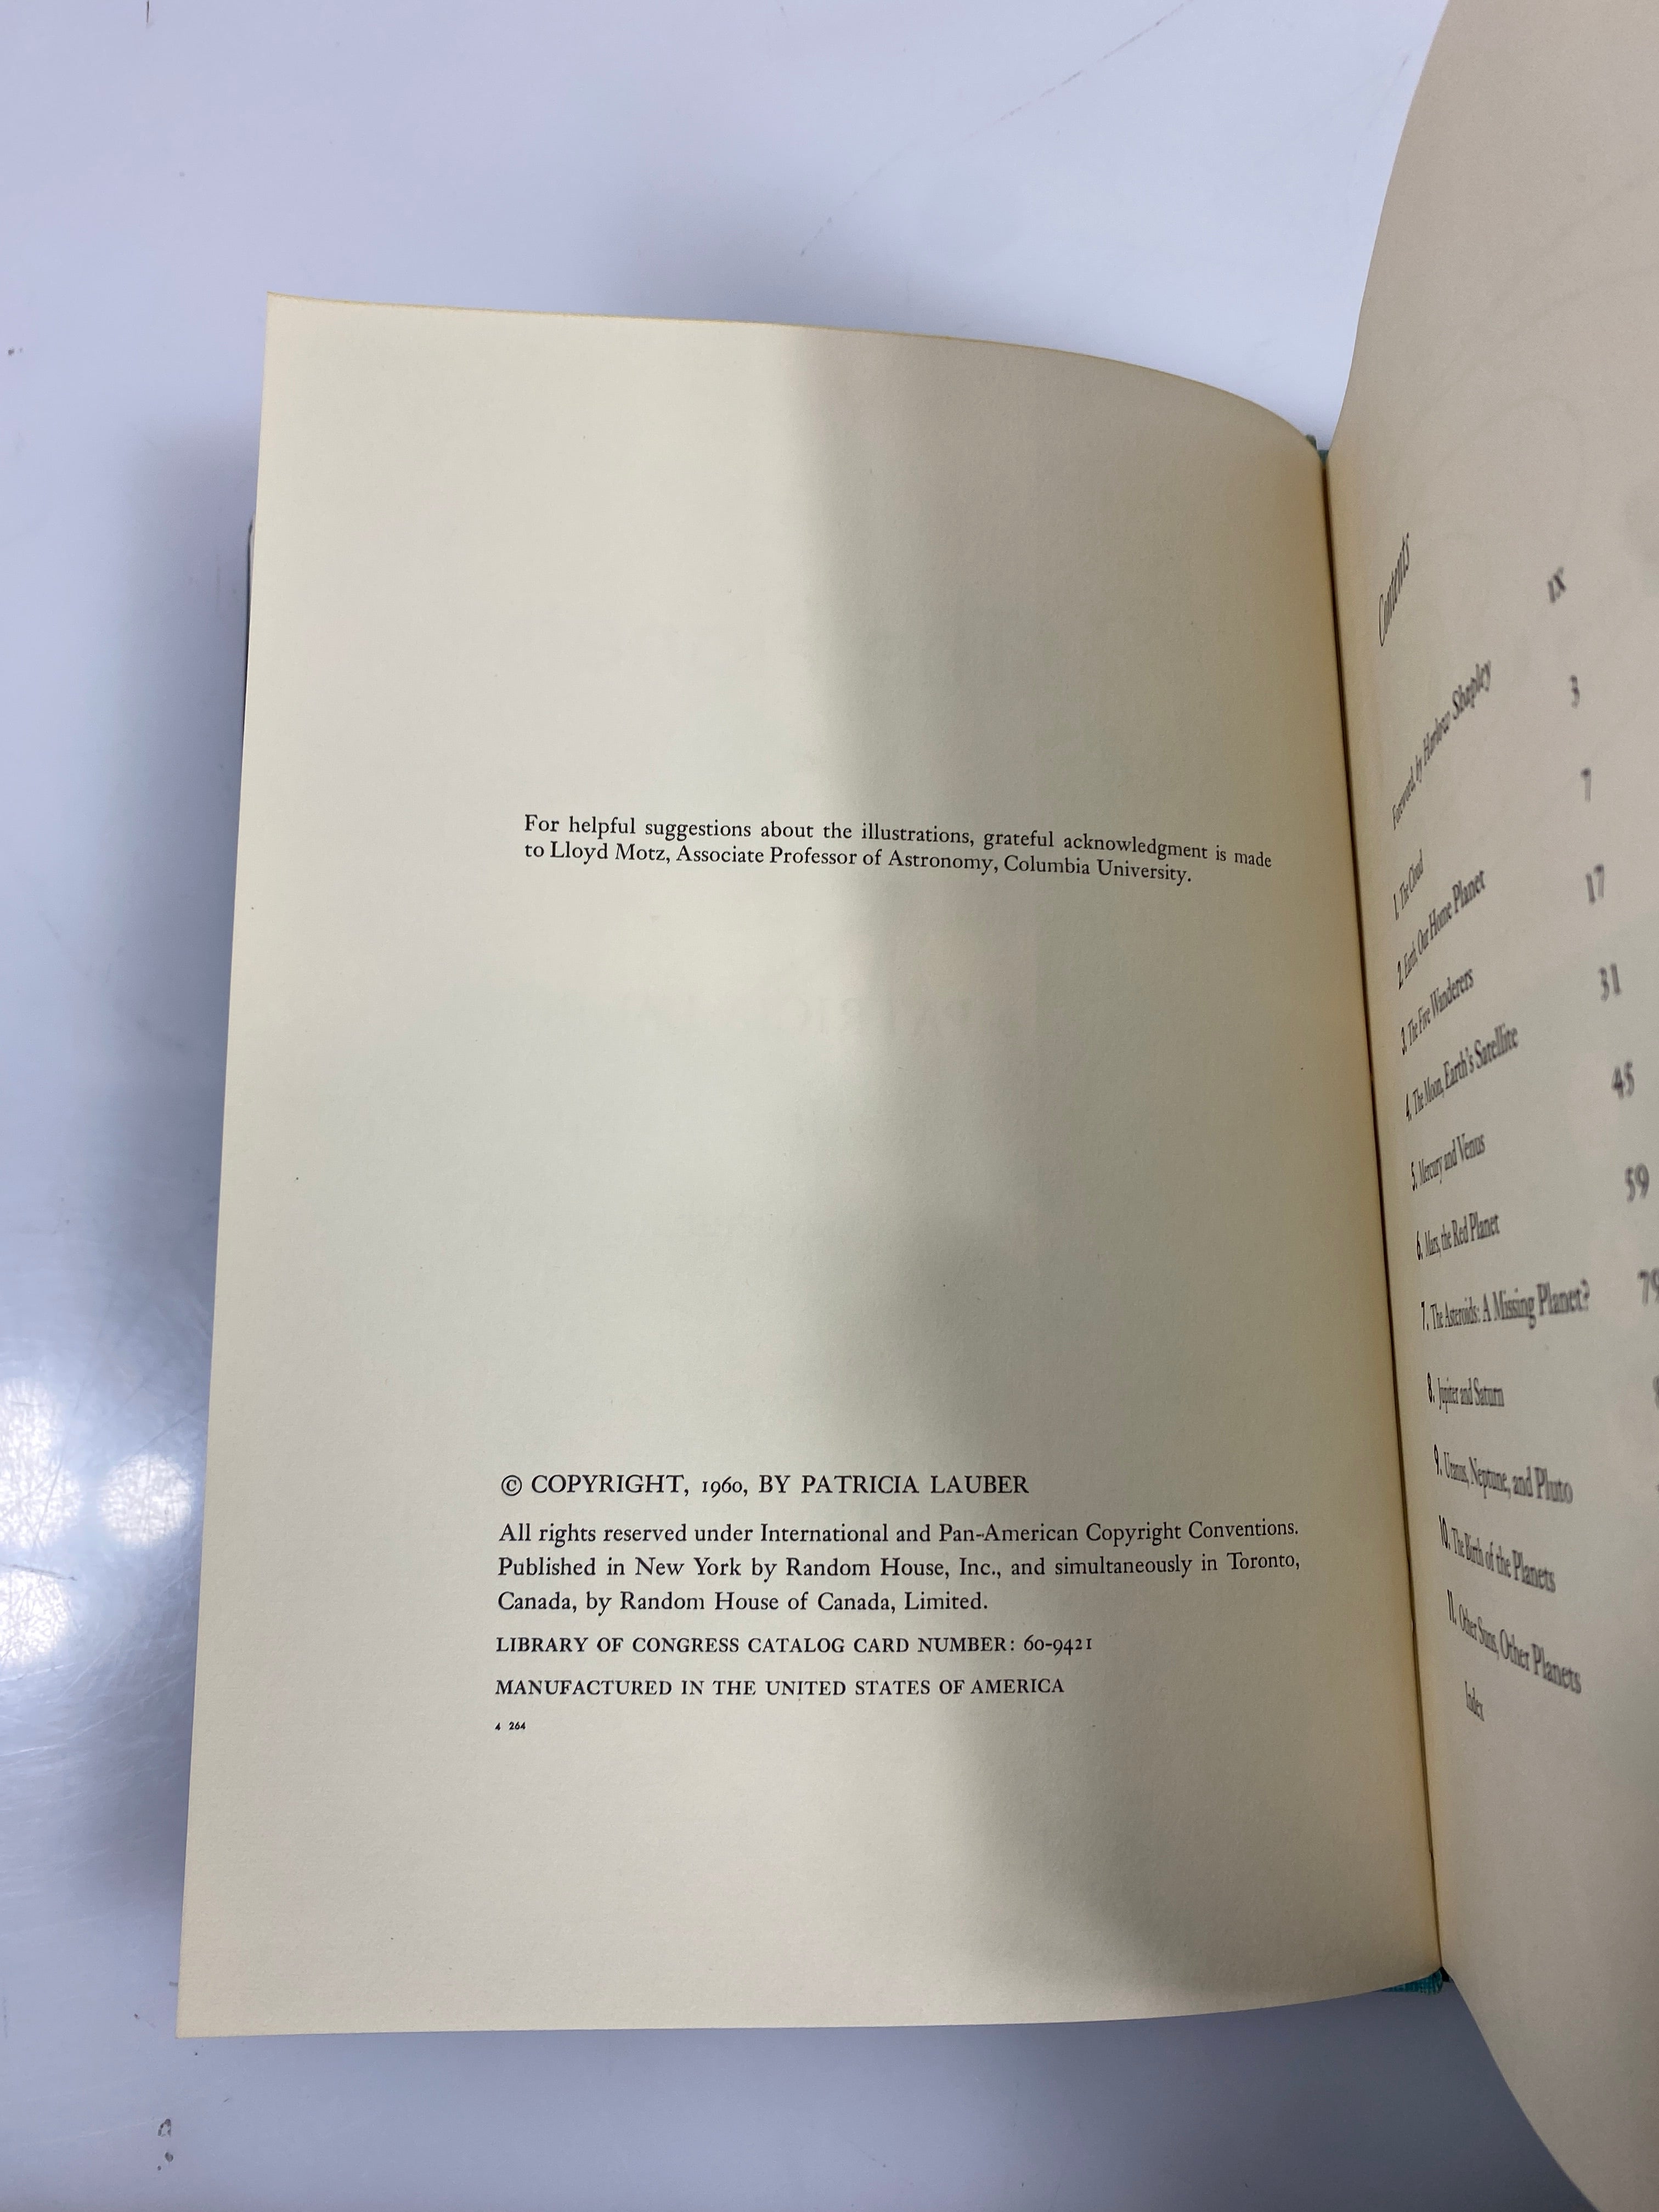 For helpful suggestions about the illustrations, grateful acknowledgment is made
to Lloyd Motz, Associate Professor of Astronomy, Columbia University.
© COPYRIGHT, 1960, BY PATRICIA LAUBER
All rights reserved under International and Pan-American Copyright Conventions.
Published in New York by Random House, Inc., and simultaneously in Toronto,
Canada, by Random House of Canada, Limited.
LIBRARY OF CONGRESS CATALOG CARD NUMBER: 60-9421
MANUFACTURED IN THE UNITED STATES OF AMERICA
4 264
Contents
Foreword, by Harlow Shapley ix
1. The Cloud 3
2. Earth, Our Home Planet 7
3. The Five Wanderers 17
4. The Moon, Earth's Satellite 31
5. Mercury and Venus 45
6. Mars, the Red Planet 59
7. The Asteroids: A Missing Planet? 79
8. Jupiter and Saturn
9. Uranus, Neptune, and Pluto
10. The Birth of the Planets
11. Other Suns, Other Planets
Index